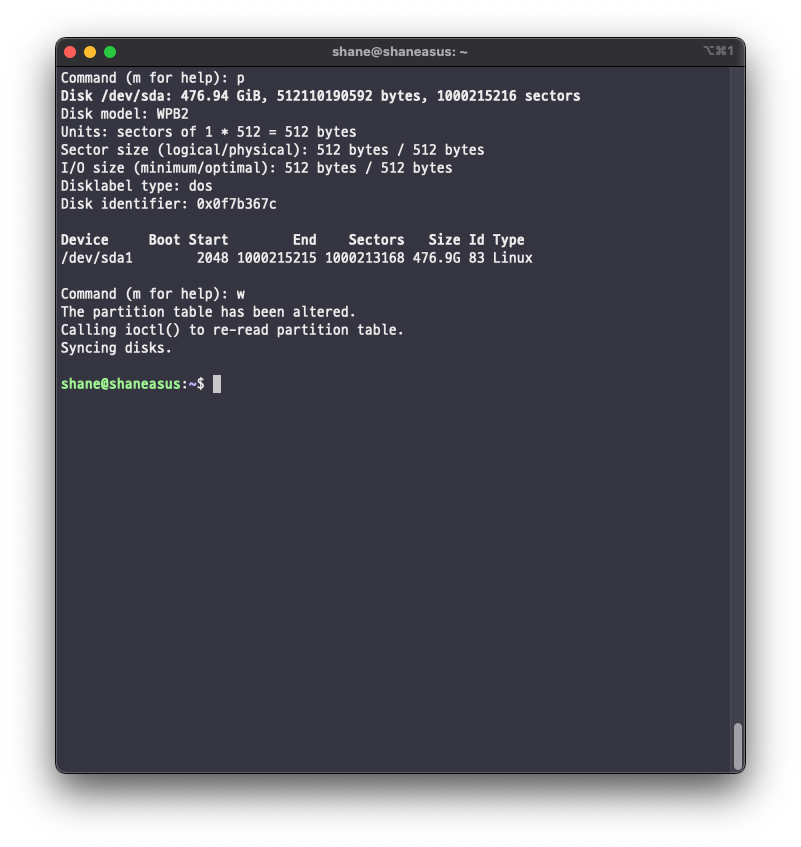 shane@shaneasus: ~
⌥⌘1
Command (m for help): p
Disk /dev/sda: 476.94 GiB, 512110190592 bytes, 1000215216 sectors
Disk model: WPB2
Units: sectors of 1 * 512 = 512 bytes
Sector size (logical/physical): 512 bytes / 512 bytes
I/O size (minimum/optimal): 512 bytes / 512 bytes
Disklabel type: dos
Disk identifier: 0x0f7b367c
Device     Boot Start        End    Sectors   Size Id Type
/dev/sda1        2048 1000215215 1000213168 476.9G 83 Linux
Command (m for help): w
The partition table has been altered.
Calling ioctl() to re-read partition table.
Syncing disks.
shane@shaneasus:~$